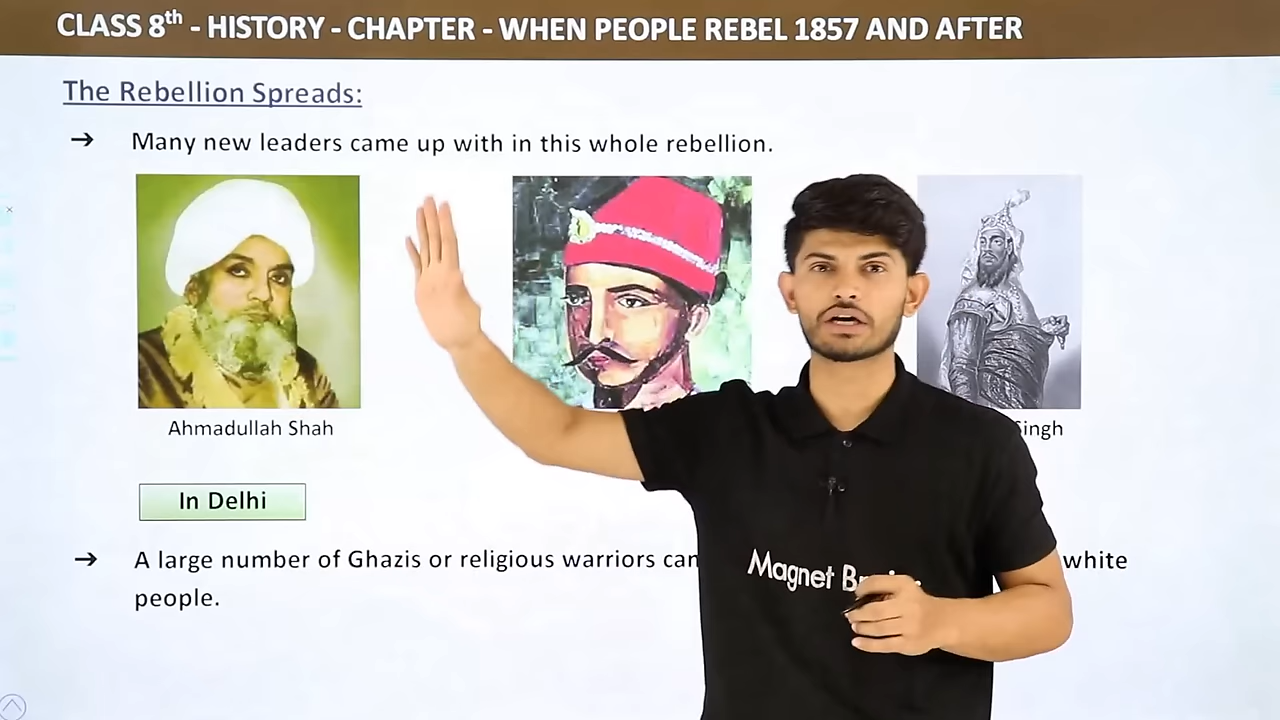 CLASS 8th - HISTORY - CHAPTER - WHEN PEOPLE REBEL 1857 AND AFTER
The Rebellion Spreads:
→ Many new leaders came up with in this whole rebellion.
Ahmadullah Shah
Singh
In Delhi
→ A large number of Ghazis or religious warriors white
people.
Magnet